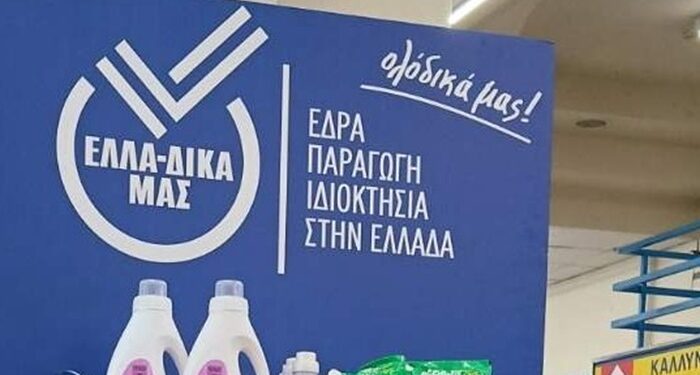 ολόδικά μας!
ΕΛΛΑ-ΔΙΚΑ
ΜΑΣ
ΕΔΡΑ
ΠΑΡΑΓΩΓΗ
ΙΔΙΟΚΤΗΣΙΑ
ΣΤΗΝ ΕΛΛΑΔΑ